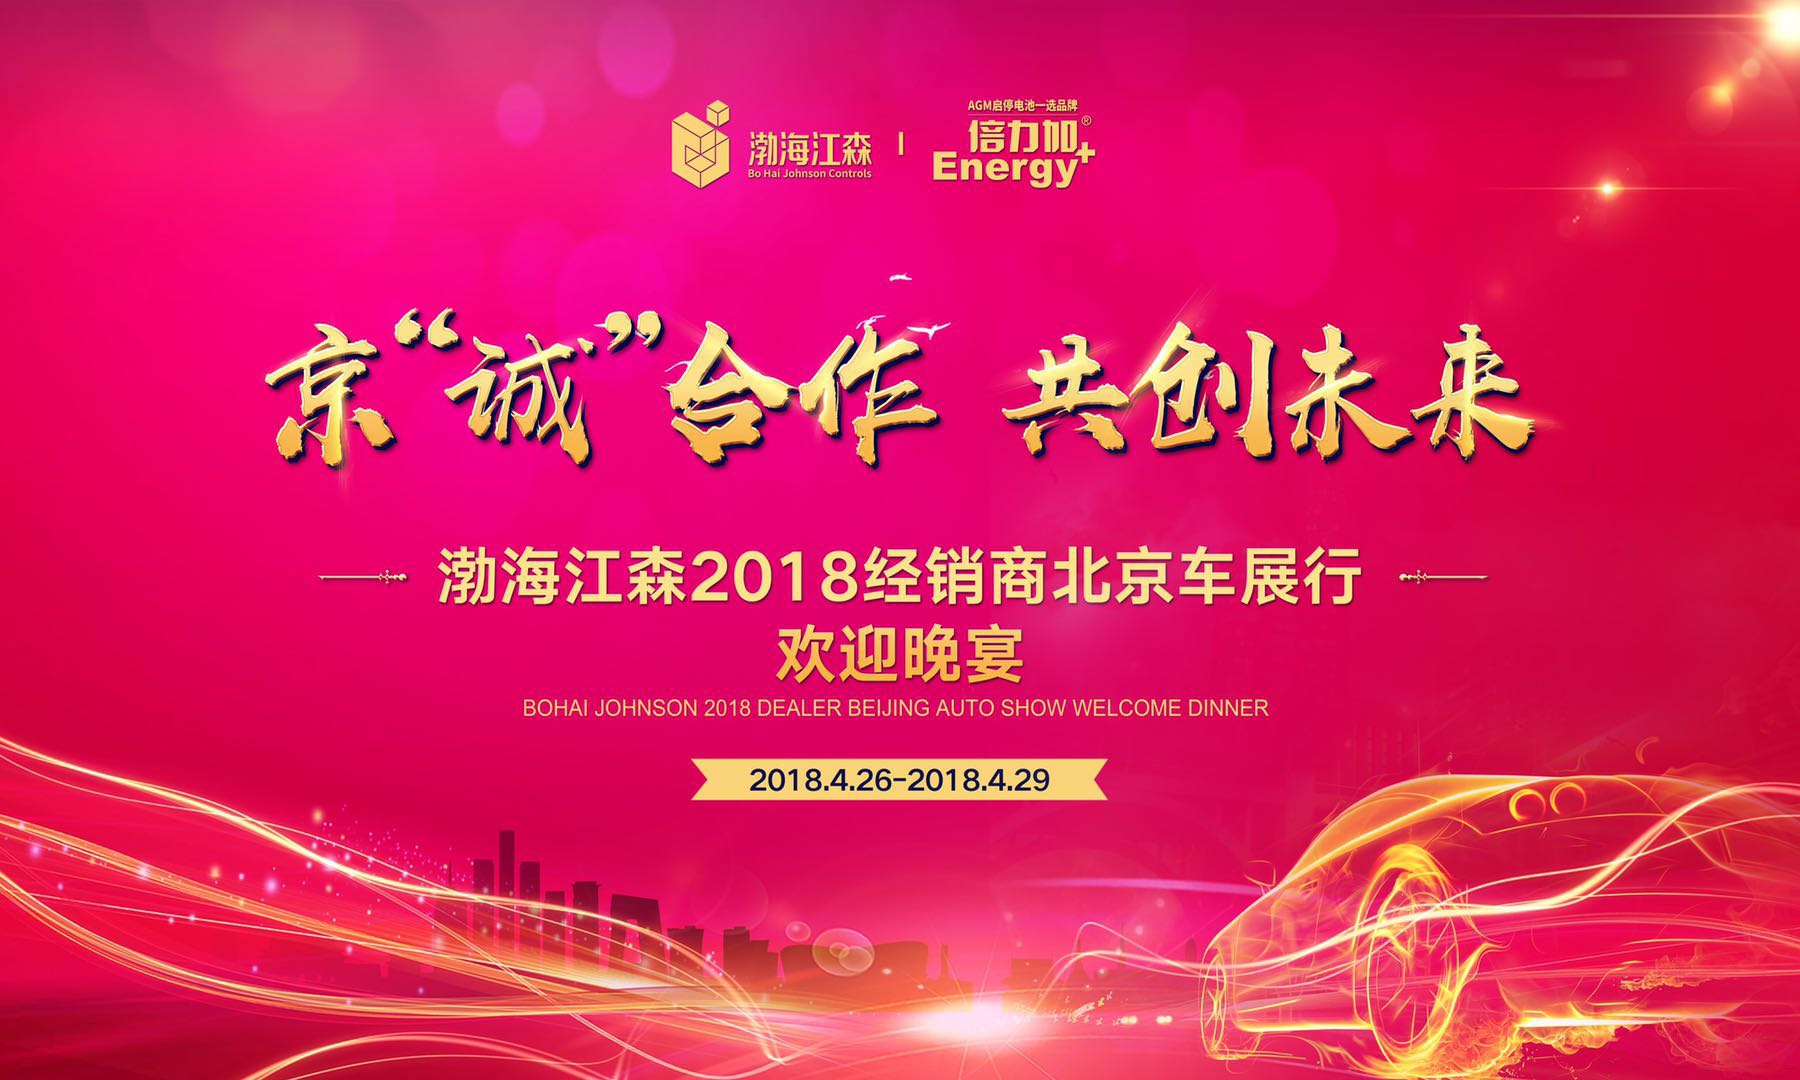 渤海江森
Bo Hai Johnson Controls
AGM启停电池一选品牌
倍力加®
Energy+
京“诚”合作 共创未来
渤海江森2018经销商北京车展行
欢迎晚宴
BOHAI JOHNSON 2018 DEALER BEIJING AUTO SHOW WELCOME DINNER
2018.4.26-2018.4.29